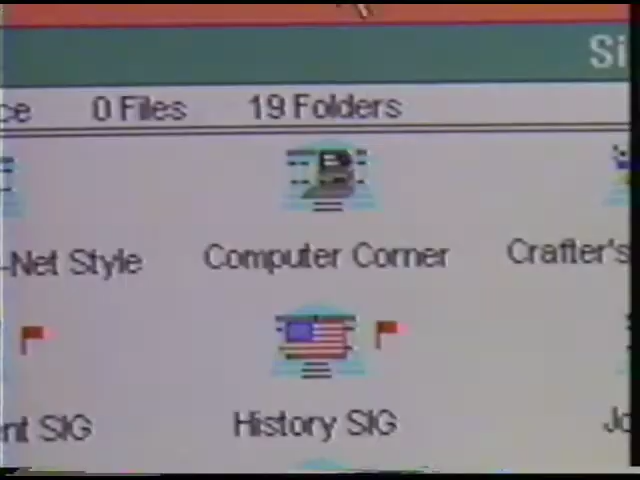 Si
ce 0 Files 19 Folders
-Net Style Computer Corner Crafter's
nt SIG History SIG Jo